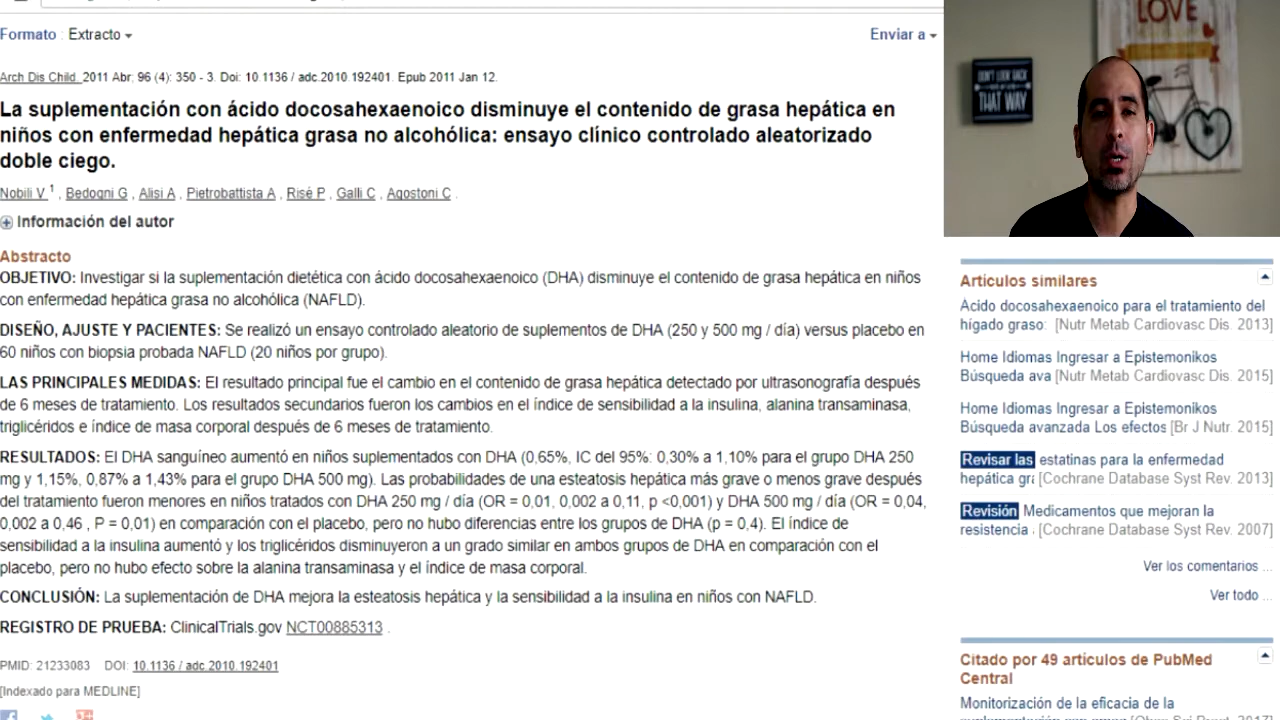 Formato : Extracto
Enviar a
Arch Dis Child. 2011 Abr; 96 (4): 350 - 3. Doi: 10.1136 / adc.2010.192401. Epub 2011 Jan 12.
La suplementación con ácido docosahexaenoico disminuye el contenido de grasa hepática en
niños con enfermedad hepática grasa no alcohólica: ensayo clínico controlado aleatorizado
doble ciego.
Nobili V 1 , Bedogni G , Alisi A , Pietrobattista A , Risé P , Galli C , Agostoni C .
Información del autor
Abstracto
OBJETIVO: Investigar si la suplementación dietética con ácido docosahexaenoico (DHA) disminuye el contenido de grasa hepática en niños
con enfermedad hepática grasa no alcohólica (NAFLD).
DISEÑO, AJUSTE Y PACIENTES: Se realizó un ensayo controlado aleatorio de suplementos de DHA (250 y 500 mg / día) versus placebo en
60 niños con biopsia probada NAFLD (20 niños por grupo).
LAS PRINCIPALES MEDIDAS: El resultado principal fue el cambio en el contenido de grasa hepática detectado por ultrasonografía después
de 6 meses de tratamiento. Los resultados secundarios fueron los cambios en el índice de sensibilidad a la insulina, alanina transaminasa,
triglicéridos e índice de masa corporal después de 6 meses de tratamiento.
RESULTADOS: El DHA sanguíneo aumentó en niños suplementados con DHA (0,65%, IC del 95%: 0,30% a 1,10% para el grupo DHA 250
mg y 1,15%, 0,87% a 1,43% para el grupo DHA 500 mg). Las probabilidades de una esteatosis hepática más grave o menos grave después
del tratamiento fueron menores en niños tratados con DHA 250 mg / día (OR = 0,01, 0,002 a 0,11, p <0,001) y DHA 500 mg / día (OR = 0,04,
0,002 a 0,46 , P = 0,01) en comparación con el placebo, pero no hubo diferencias entre los grupos de DHA (p = 0,4). El índice de
sensibilidad a la insulina aumentó y los triglicéridos disminuyeron a un grado similar en ambos grupos de DHA en comparación con el
placebo, pero no hubo efecto sobre la alanina transaminasa y el índice de masa corporal.
CONCLUSIÓN: La suplementación de DHA mejora la esteatosis hepática y la sensibilidad a la insulina en niños con NAFLD.
REGISTRO DE PRUEBA: ClinicalTrials.gov NCT00885313 .
PMID: 21233083 DOI: 10.1136 / adc.2010.192401
[Indexado para MEDLINE]
LOVE
DON'T LOOK BACK
THAT WAY
Artículos similares
Acido docosahexaenoico para el tratamiento del
hígado graso: [Nutr Metab Cardiovasc Dis. 2013]
Home Idiomas Ingresar a Epistemonikos
Búsqueda ava [Nutr Metab Cardiovasc Dis. 2015]
Home Idiomas Ingresar a Epistemonikos
Búsqueda avanzada Los efectos [Br J Nutr. 2015]
Revisar las estatinas para la enfermedad
hepática gra [Cochrane Database Syst Rev. 2013]
Revisión Medicamentos que mejoran la
resistencia [Cochrane Database Syst Rev. 2007]
Ver los comentarios ...
Ver todo ...
Citado por 49 artículos de PubMed
Central
Monitorización de la eficacia de la